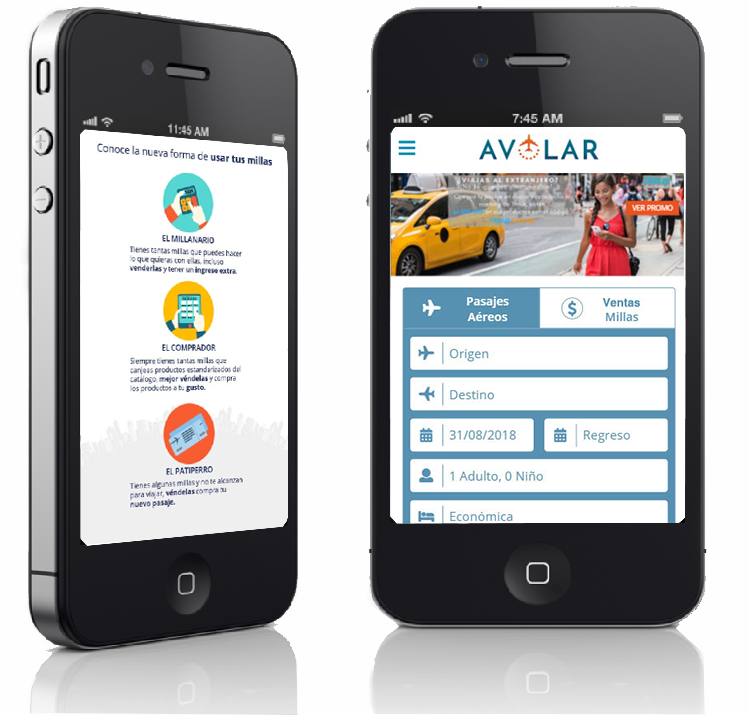 11:45 AM
Conoce la nueva forma de usar tus millas
EL MILLANARIO
Tienes tantas millas que puedes hacer
lo que quieras con ellas, incluso
venderlas y tener un ingreso extra.
EL COMPRADOR
Siempre tienes tantas millas que
canjeas productos estandarizados del
catálogo, mejor véndelas y compra
los productos a tu gusto.
EL PATIPERRO
Tienes algunas millas y no te alcanzan
para viajar, véndelas compra tu
nuevo pasaje.
7:45 AM
AVOLAR
¿VIAJAS AL EXTRANJERO?
VER PROMO
Pasajes
Aéreos
Ventas
Millas
Origen
Destino
31/08/2018
Regreso
1 Adulto, 0 Niño
Económica